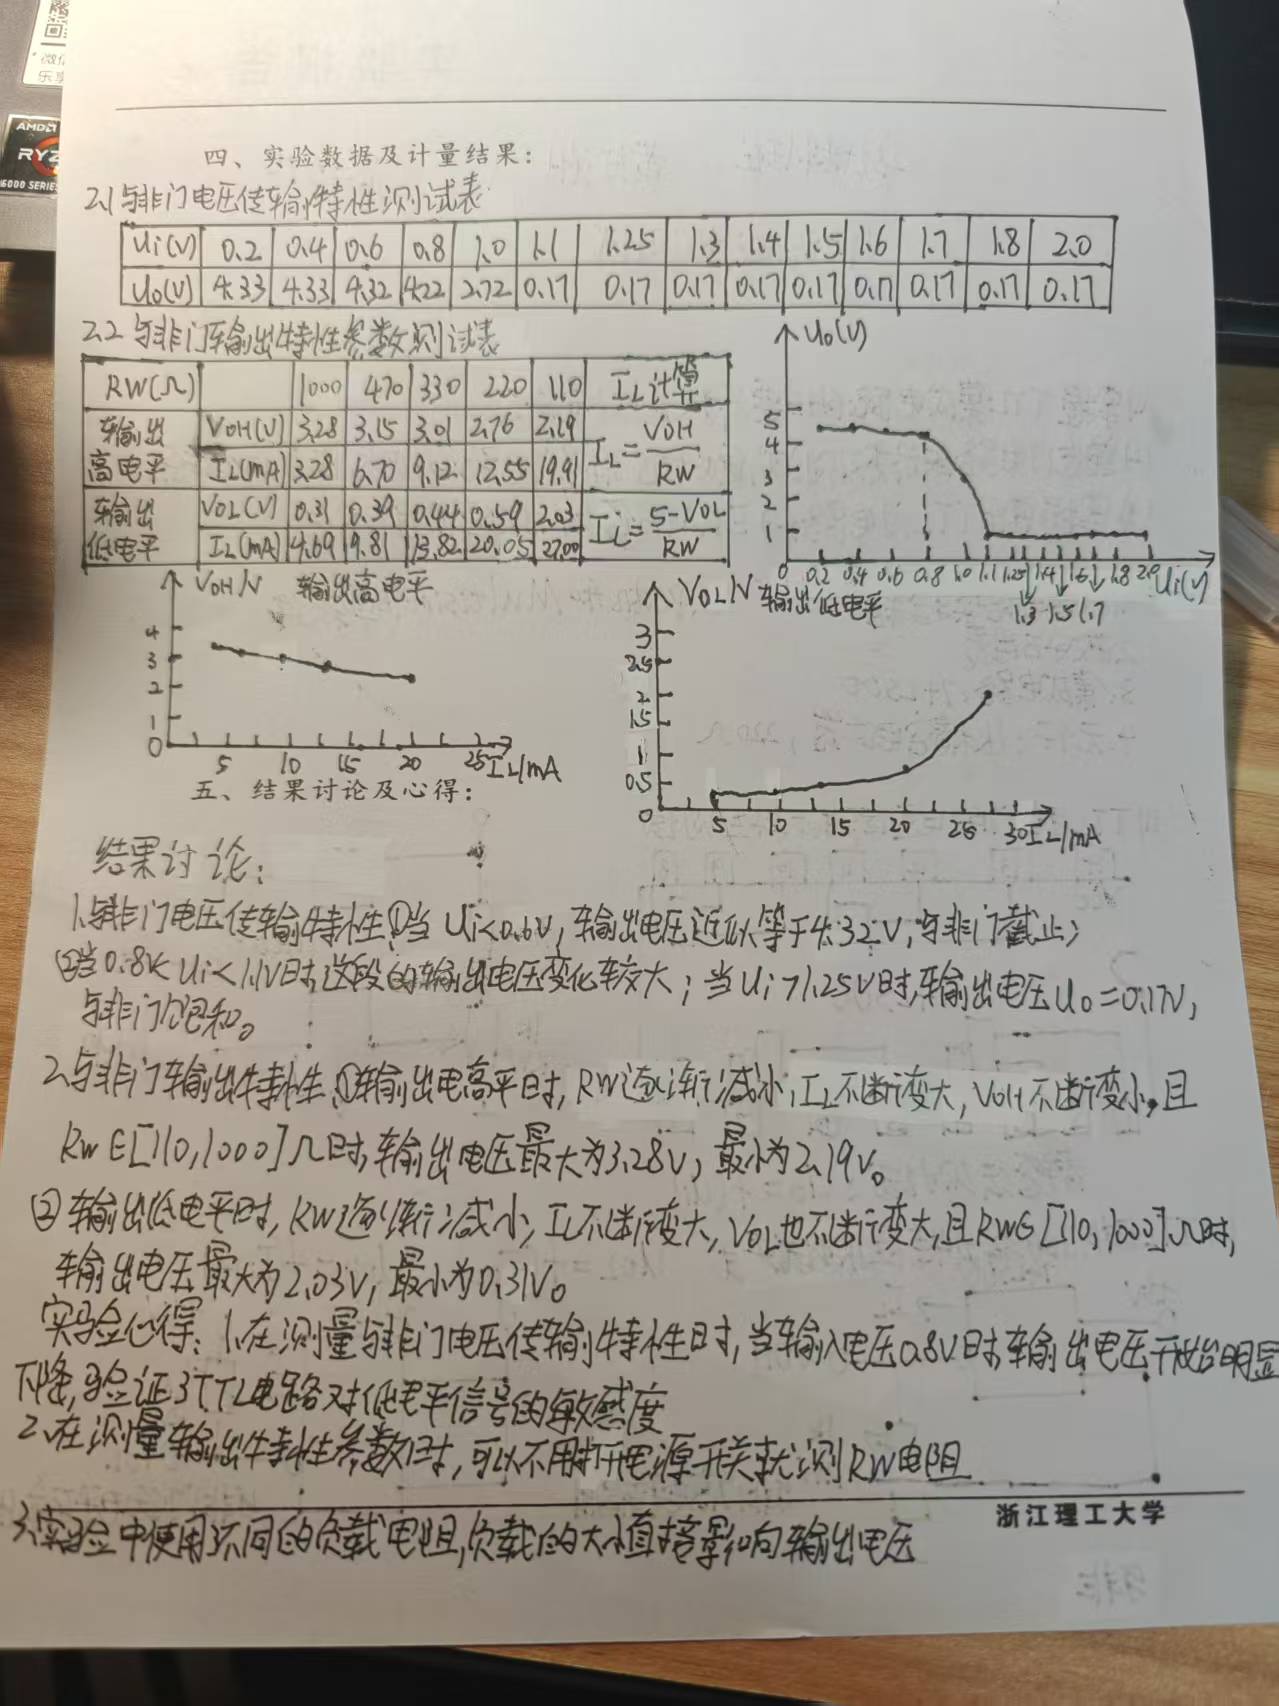 微信
乐享
AMD
RYZ
6000 SERIES
四、实验数据及计量结果：
2.1与非门电压传输特性测试表
Ui(V) 0.2 0.4 0.6 0.8 1.0 1.1 1.25 1.3 1.4 1.5 1.6 1.7 1.8 2.0
Uo(V) 4.33 4.33 4.32 4.22 2.72 0.17 0.17 0.17 0.17 0.17 0.17 0.17 0.17 0.17
2.2 与非门输出特性参数测试表
RW(Ω) 1000 470 330 220 110 IL计算
输出高电平 VOH(V) 3.28 3.15 3.01 2.76 2.19 IL=VOH/RW
IL(mA) 3.28 6.70 9.12 12.55 19.91
输出低电平 VOL(V) 0.31 0.39 0.44 0.59 2.03 IL=5-VOL/RW
IL(mA) 4.69 9.81 13.82 20.05 27.00
Uo(V)
5
4
3
2
1
0 0.2 0.4 0.6 0.8 1.0 1.1 1.25 1.4 1.6 1.8 2.0 Ui(V)
1.3 1.5 1.7
VOH/V 输出高电平
4
3
2
1
0 5 10 15 20 25 IL/mA
VOL/V 输出低电平
3
2.5
2
1.5
1
0.5
0 5 10 15 20 25 30 IL/mA
五、结果讨论及心得：
结果讨论：
1.与非门电压传输特性①当Ui<0.6V，输出电压近似等于4.32V，与非门截止；
②当0.8V<Ui<1.1V时，这段的输出电压变化较大；当Ui>1.25V时，输出电压Uo=0.17V，
与非门饱和。
2.与非门输出特性①输出电高平时，RW逐渐减小，IL不断变大，VOH不断变小，且
RW∈[110,1000]Ω时，输出电压最大为3.28V，最小为2.19V。
②输出低电平时，RW逐渐减小，IL不断变大，VOL也不断变大，且RW∈[110,1000]Ω时，
输出电压最大为2.03V，最小为0.31V。
实验心得：1.在测量与非门电压传输特性时，当输入电压0.8V时，输出电压开始明显
下降，验证了TTL电路对低电平信号的敏感度
2.在测量输出特性参数时，可以不用打开电源开关就测RW电阻
浙江理工大学
3.实验中使用不同的负载电阻，负载的大小直接影响输出电压